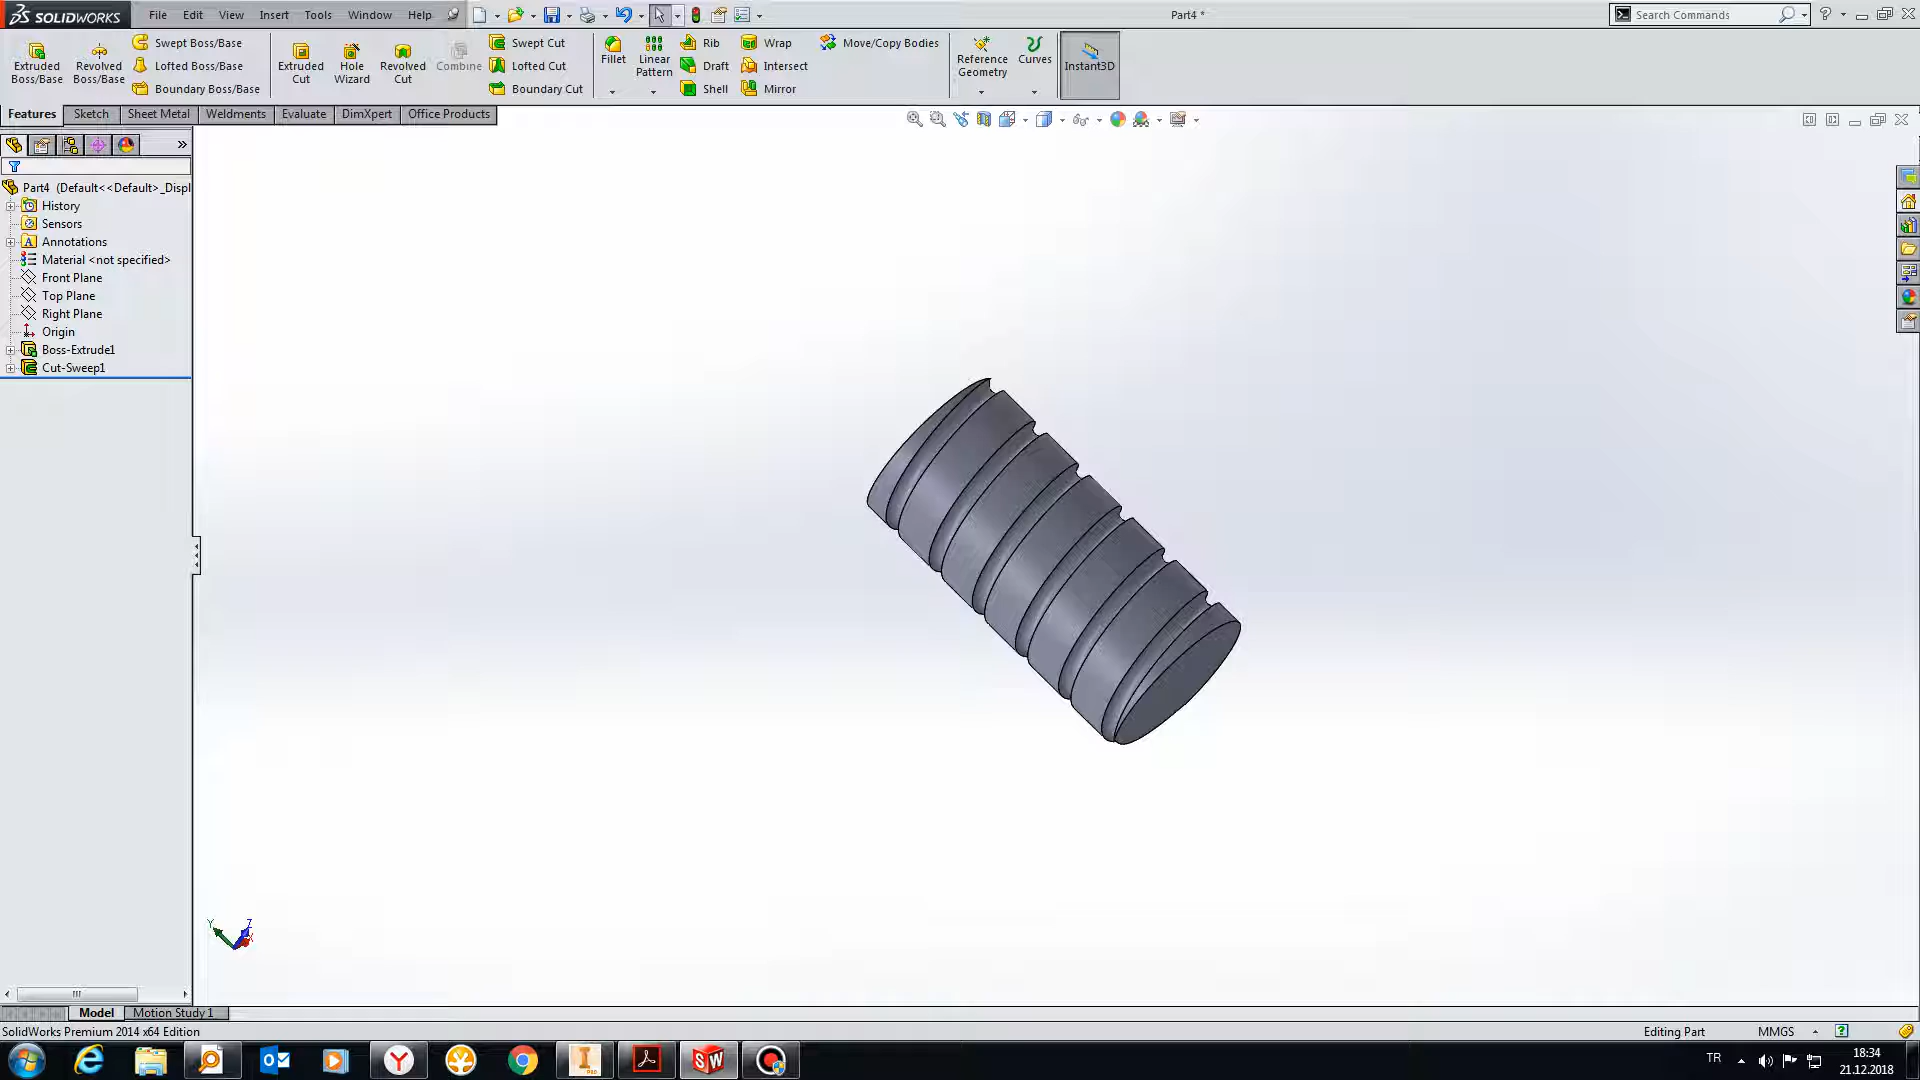 SOLIDWORKS File Edit View Insert Tools Window Help Part4 * Search Commands
Extruded Boss/Base
Revolved Boss/Base
Swept Boss/Base
Lofted Boss/Base
Boundary Boss/Base
Extruded Cut
Hole Wizard
Revolved Cut
Combine
Swept Cut
Lofted Cut
Boundary Cut
Fillet
Linear Pattern
Rib
Draft
Shell
Wrap
Intersect
Mirror
Move/Copy Bodies
Reference Geometry
Curves
Instant3D
Features Sketch Sheet Metal Weldments Evaluate DimXpert Office Products
Part4 (Default<<Default>_Displ
History
Sensors
Annotations
Material <not specified>
Front Plane
Top Plane
Right Plane
Origin
Boss-Extrude1
Cut-Sweep1
Y Z X
Model Motion Study 1
SolidWorks Premium 2014 x64 Edition Editing Part MMGS
TR 18:34
21.12.2018